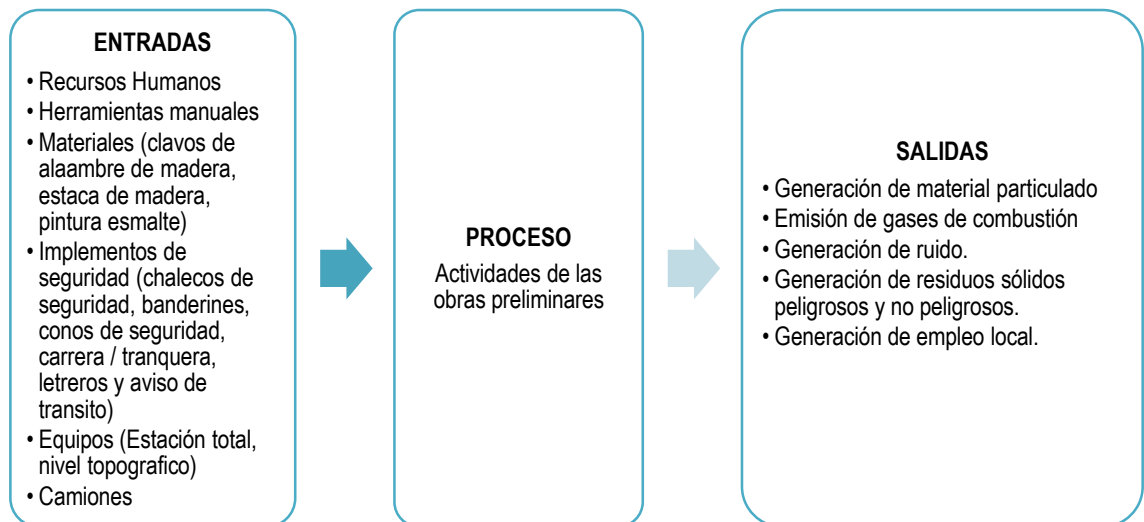 ENTRADAS
• Recursos Humanos
• Herramientas manuales
• Materiales (clavos de
alaambre de madera,
estaca de madera,
pintura esmalte)
• Implementos de
seguridad (chalecos de
seguridad, banderines,
conos de seguridad,
carrera / tranquera,
letreros y aviso de
transito)
• Equipos (Estación total,
nivel topografico)
• Camiones
PROCESO
Actividades de las
obras preliminares
SALIDAS
• Generación de material particulado
• Emisión de gases de combustión
• Generación de ruido.
• Generación de residuos sólidos
peligrosos y no peligrosos.
• Generación de empleo local.